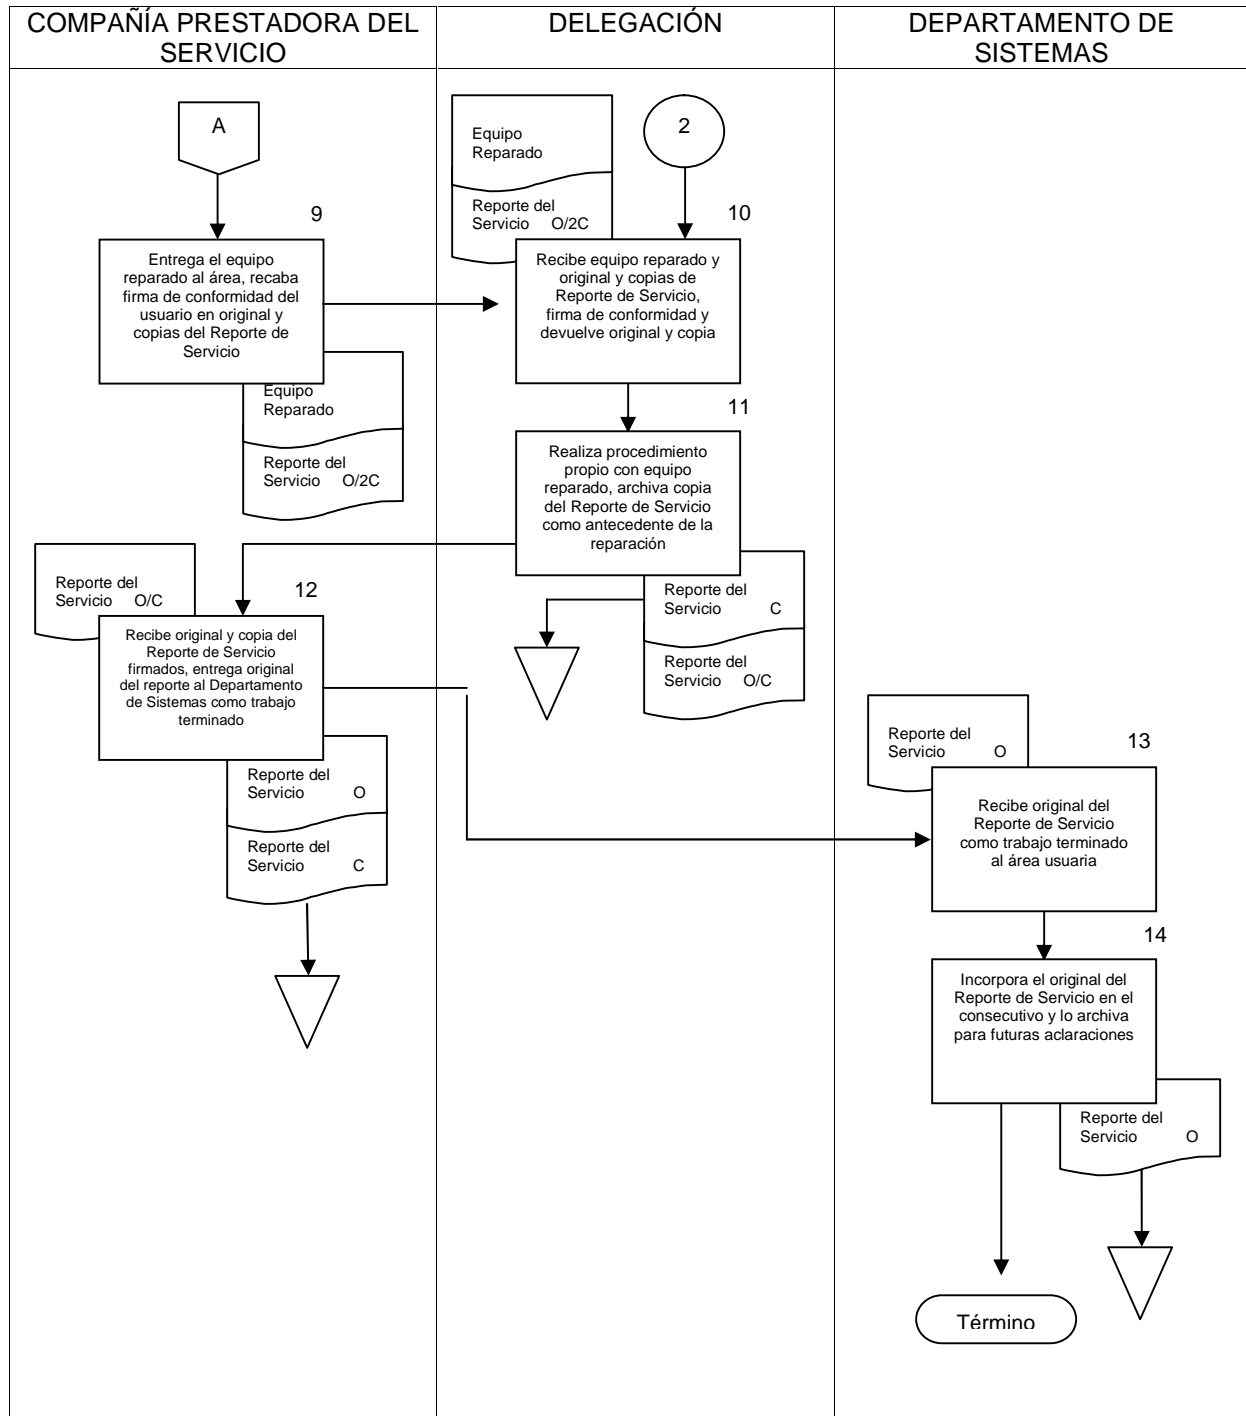 COMPAÑÍA PRESTADORA DEL
SERVICIO
DELEGACIÓN
DEPARTAMENTO DE
SISTEMAS
A
9
Entrega el equipo
reparado al área, recaba
firma de conformidad del
usuario en original y
copias del Reporte de
Servicio
Equipo
Reparado
Reporte del
Servicio O/2C
Equipo
Reparado
Reporte del
Servicio O/2C
2
10
Recibe equipo reparado y
original y copias de
Reporte de Servicio,
firma de conformidad y
devuelve original y copia
11
Realiza procedimiento
propio con equipo
reparado, archiva copia
del Reporte de Servicio
como antecedente de la
reparación
Reporte del
Servicio C
Reporte del
Servicio O/C
Reporte del
Servicio O/C
12
Recibe original y copia del
Reporte de Servicio
firmados, entrega original
del reporte al Departamento
de Sistemas como trabajo
terminado
Reporte del
Servicio O
Reporte del
Servicio C
Reporte del
Servicio O
13
Recibe original del
Reporte de Servicio
como trabajo terminado
al área usuaria
14
Incorpora el original del
Reporte de Servicio en el
consecutivo y lo archiva
para futuras aclaraciones
Reporte del
Servicio O
Término